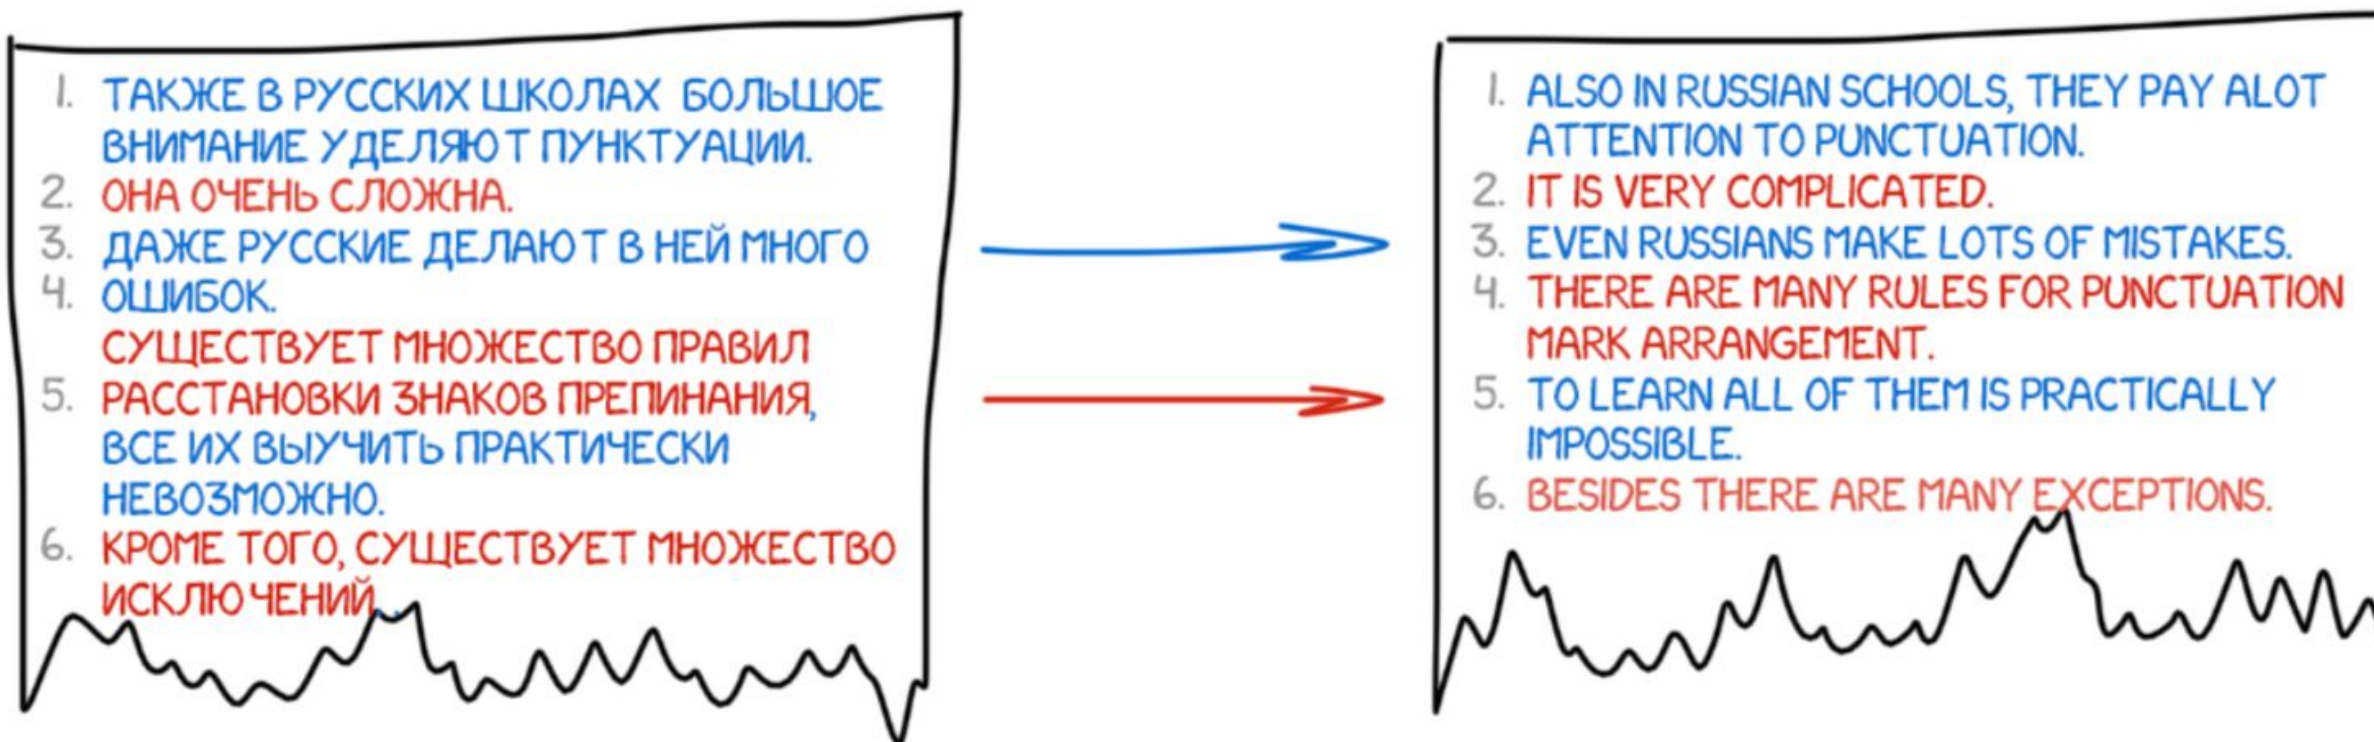 1. ТАКЖЕ В РУССКИХ ШКОЛАХ БОЛЬШОЕ
ВНИМАНИЕ УДЕЛЯЮТ ПУНКТУАЦИИ.
2. ОНА ОЧЕНЬ СЛОЖНА.
3. ДАЖЕ РУССКИЕ ДЕЛАЮТ В НЕЙ МНОГО
4. ОШИБОК.
СУЩЕСТВУЕТ МНОЖЕСТВО ПРАВИЛ
5. РАССТАНОВКИ ЗНАКОВ ПРЕПИНАНИЯ,
ВСЕ ИХ ВЫУЧИТЬ ПРАКТИЧЕСКИ
НЕВОЗМОЖНО.
6. КРОМЕ ТОГО, СУЩЕСТВУЕТ МНОЖЕСТВО
ИСКЛЮЧЕНИЙ...
1. ALSO IN RUSSIAN SCHOOLS, THEY PAY ALOT
ATTENTION TO PUNCTUATION.
2. IT IS VERY COMPLICATED.
3. EVEN RUSSIANS MAKE LOTS OF MISTAKES.
4. THERE ARE MANY RULES FOR PUNCTUATION
MARK ARRANGEMENT.
5. TO LEARN ALL OF THEM IS PRACTICALLY
IMPOSSIBLE.
6. BESIDES THERE ARE MANY EXCEPTIONS.